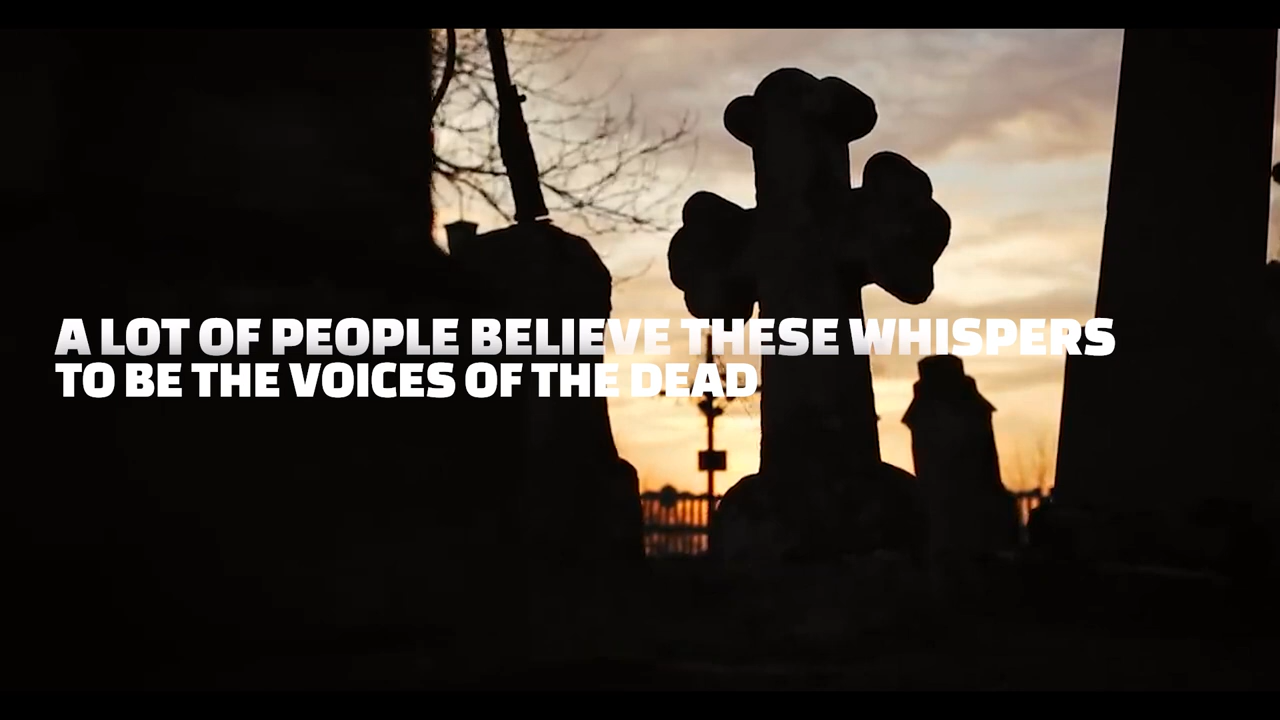 A LOT OF PEOPLE BELIEVE THESE WHISPERS
TO BE THE VOICES OF THE DEAD